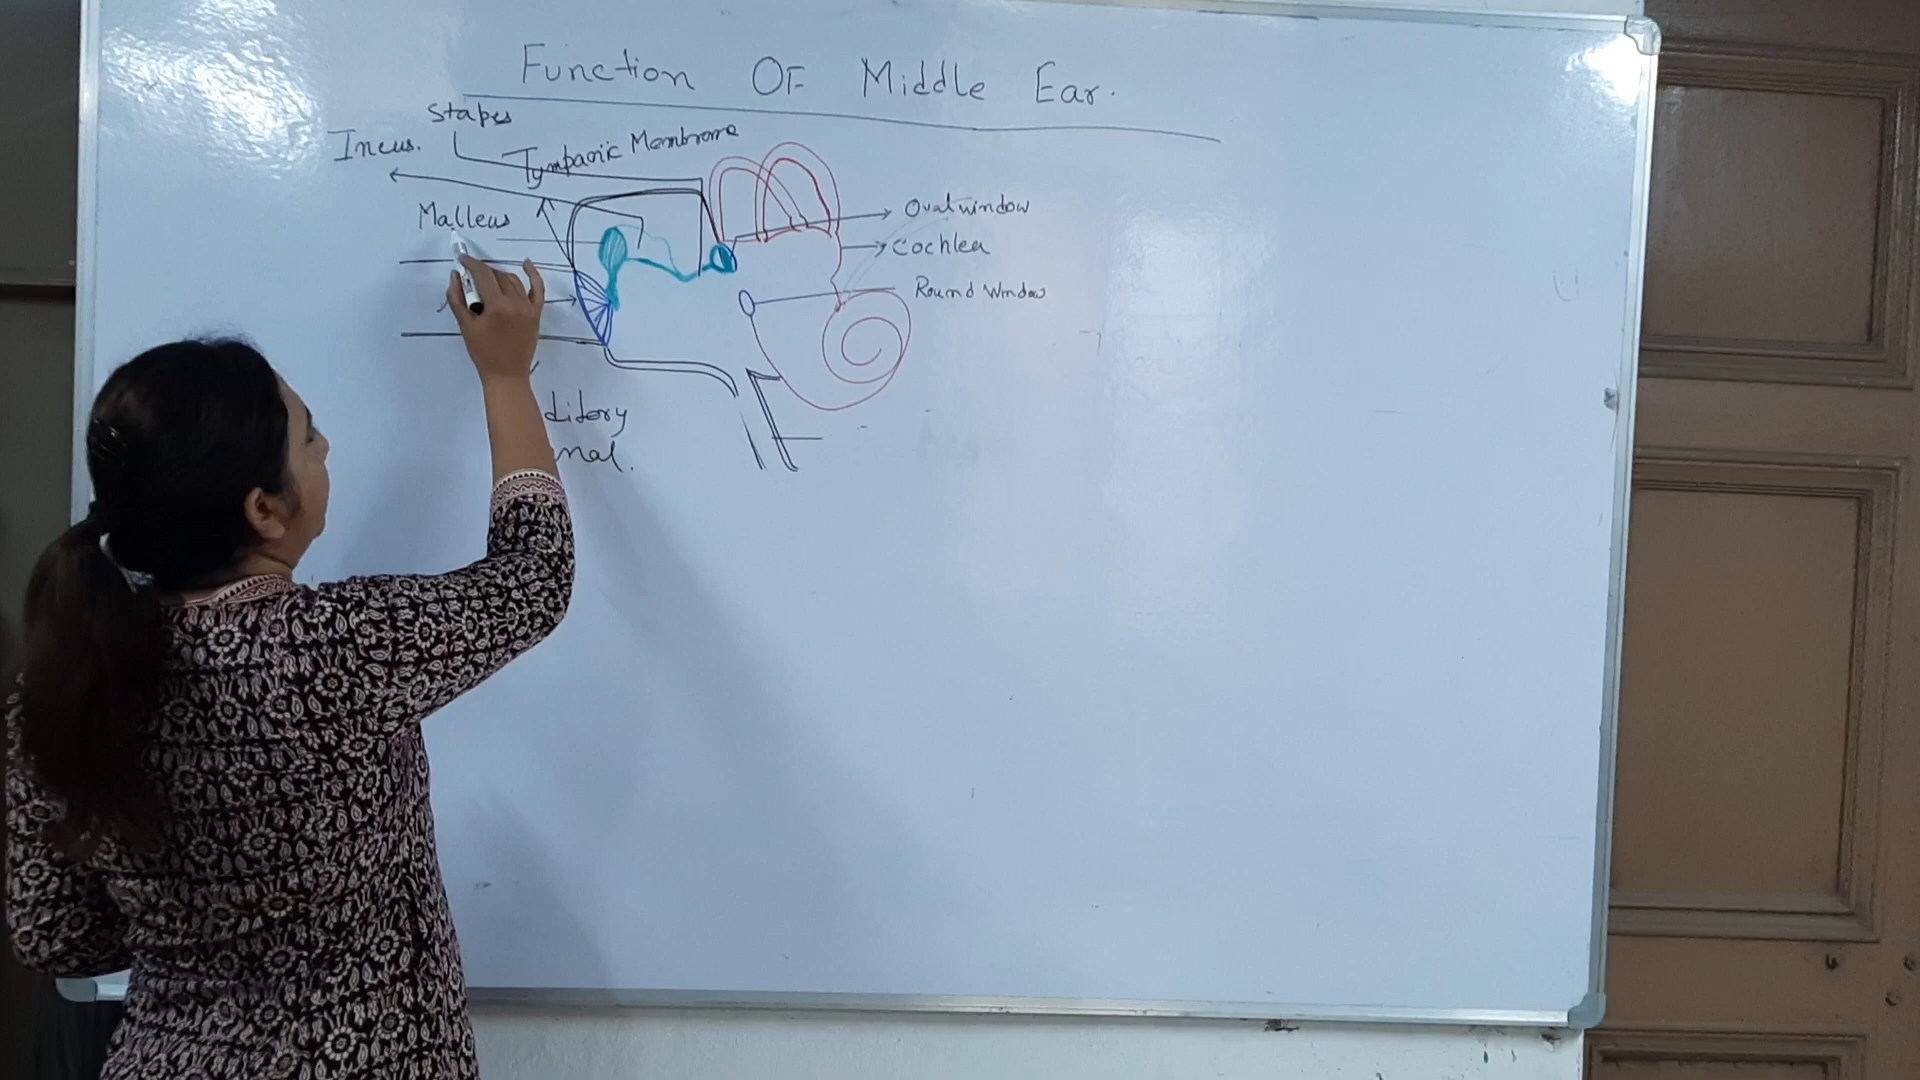 Function OF Middle Ear.
Stapes
Incus.
Tympanic Membrane
Malleus
Oval window
Cochlea
Round Window
ditory
nal.